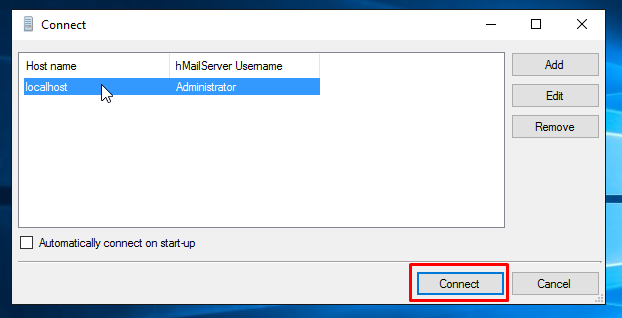 Connect
Host name hMailServer Username
localhost Administrator
Add
Edit
Remove
Automatically connect on start-up
Connect Cancel